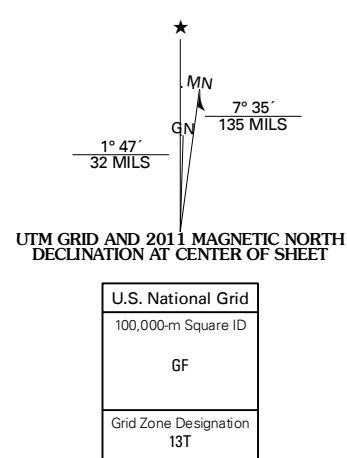 ★
MN
7° 35´
135 MILS
GN
1° 47´
32 MILS
UTM GRID AND 2011 MAGNETIC NORTH
DECLINATION AT CENTER OF SHEET
U.S. National Grid
100,000-m Square ID
GF
Grid Zone Designation
13T